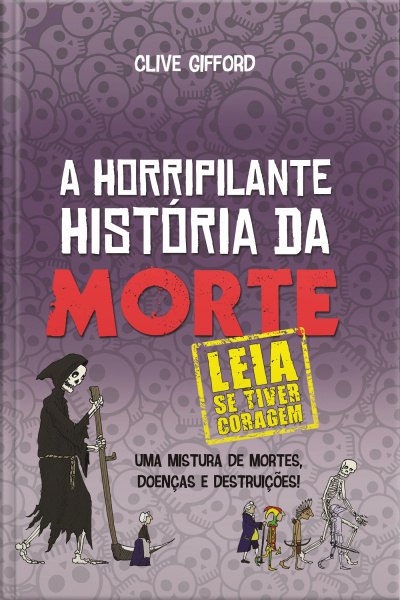 CLIVE GIFFORD
A HORRIPILANTE
HISTÓRIA DA
MORTE
LEIA
SE TIVER
CORAGEM
UMA MISTURA DE MORTES,
DOENÇAS E DESTRUIÇÕES!